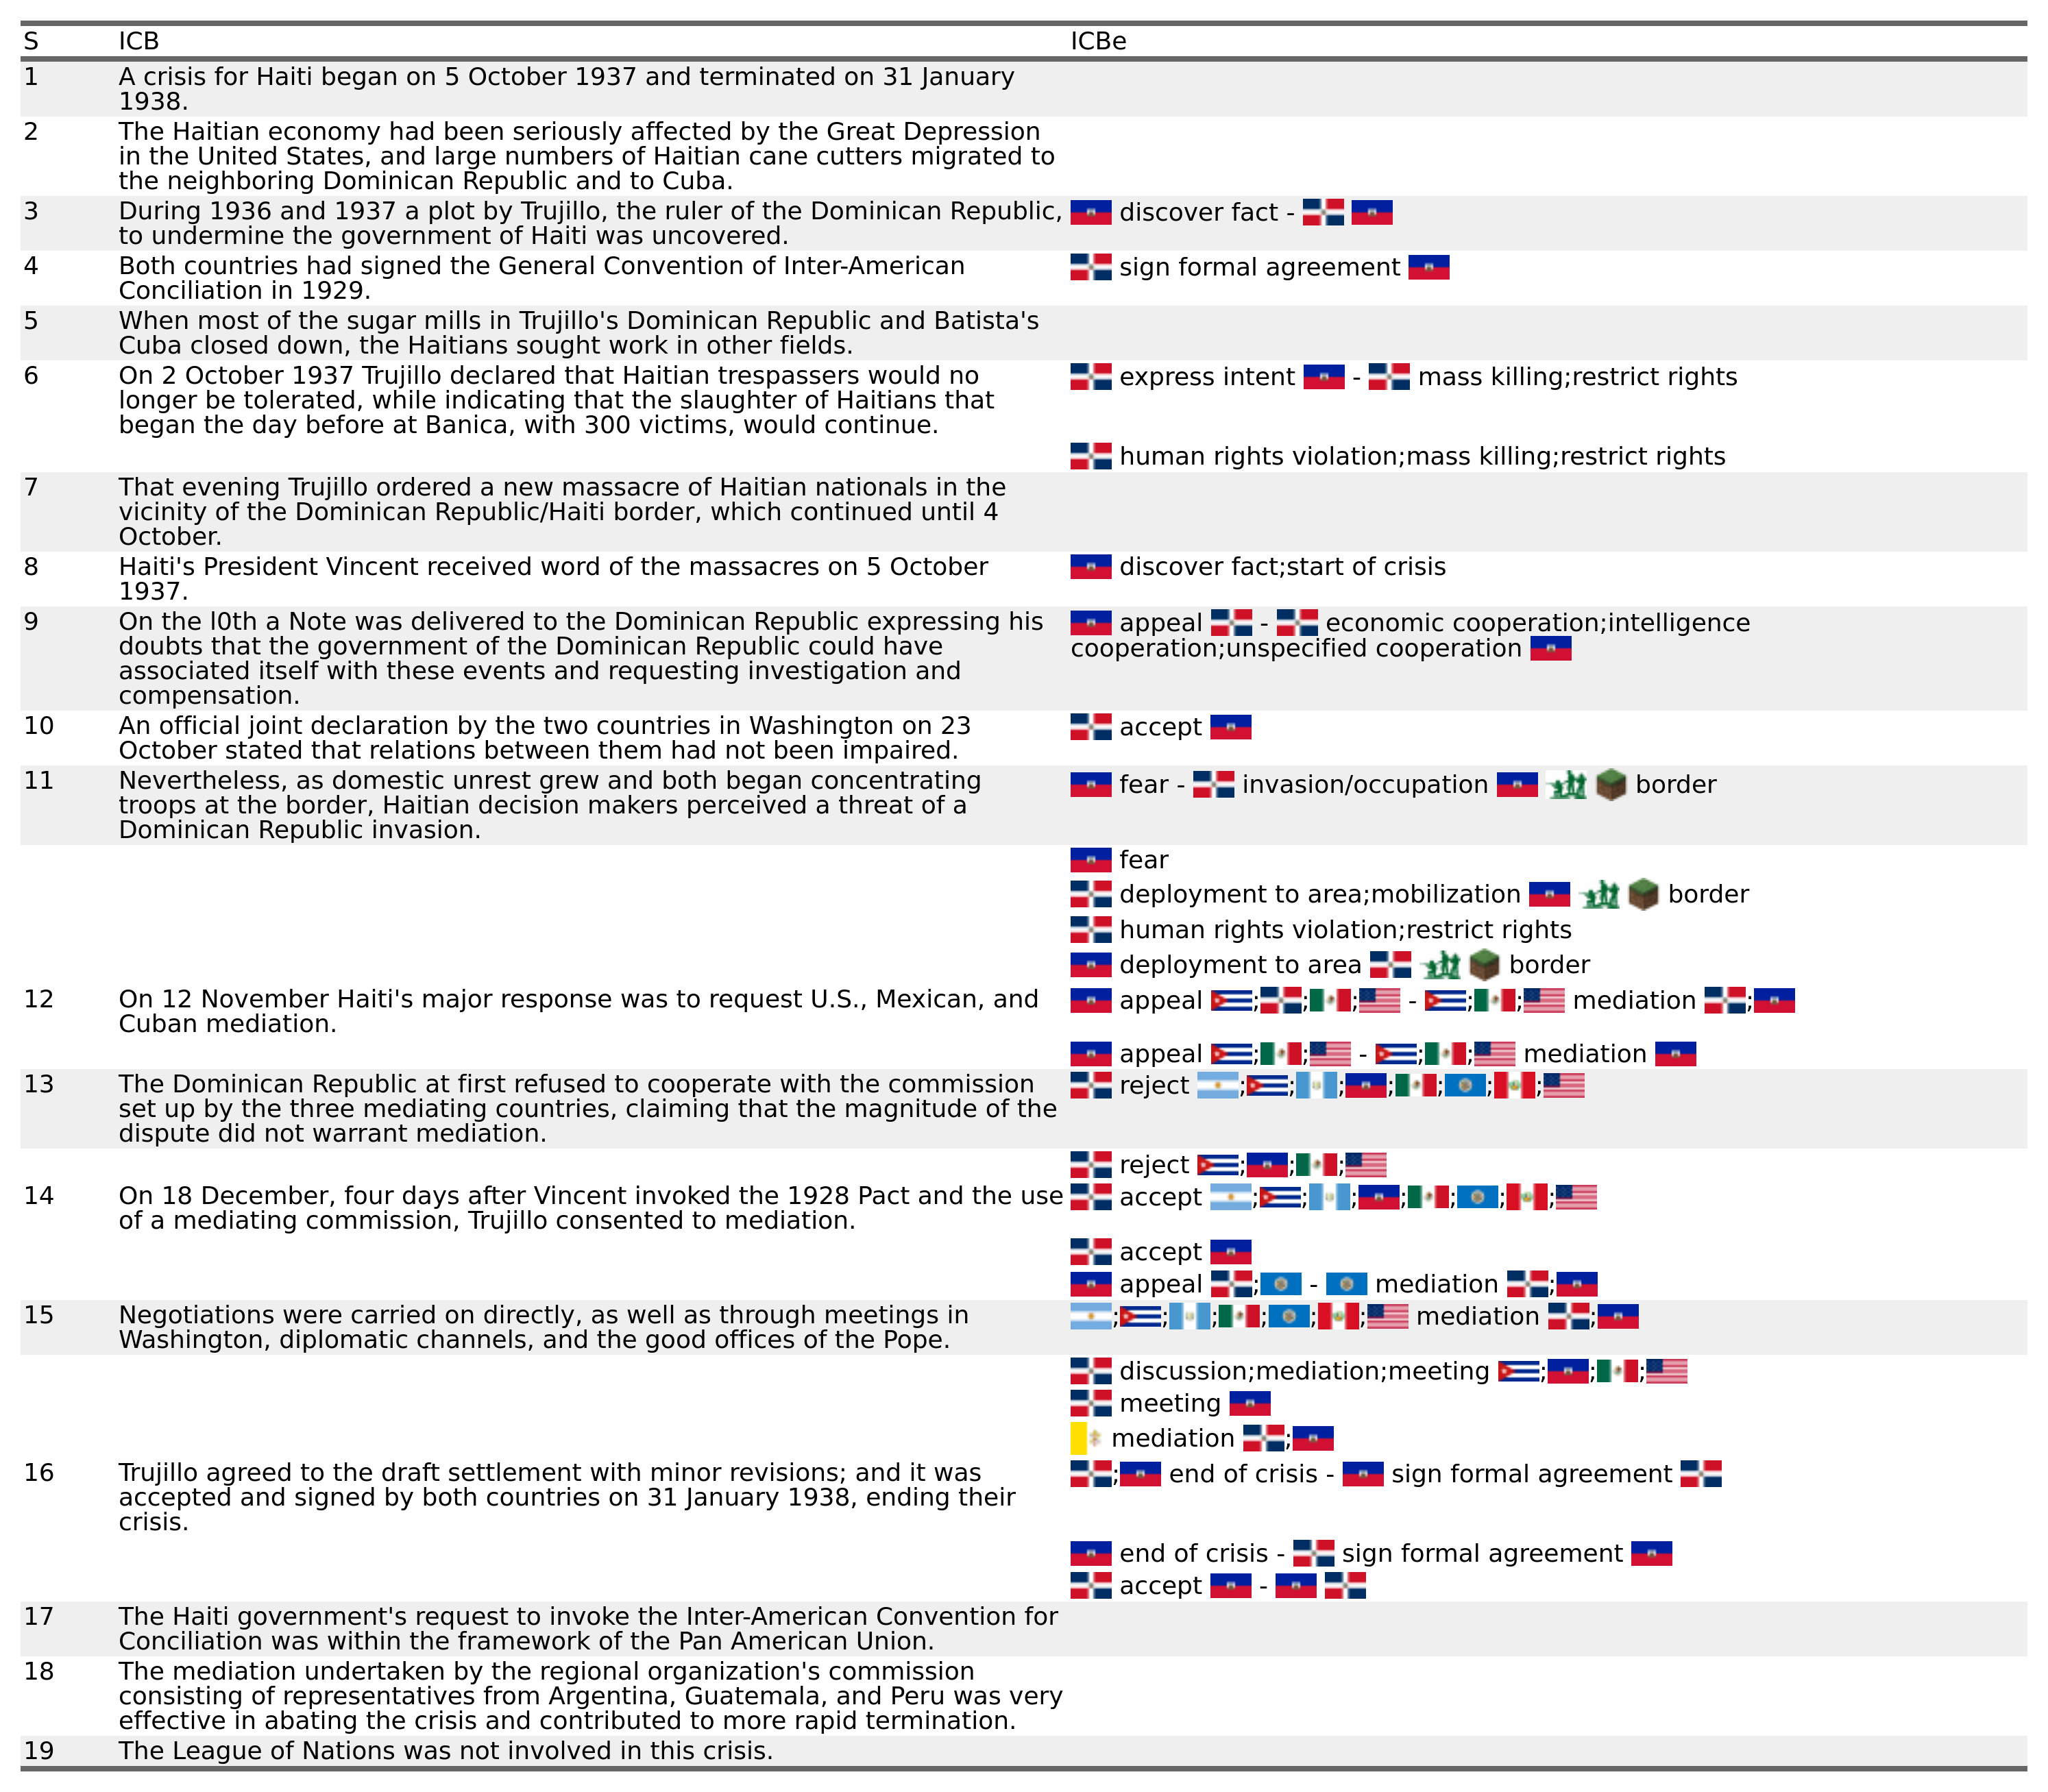 S ICB ICBe
1 A crisis for Haiti began on 5 October 1937 and terminated on 31 January
1938.
2 The Haitian economy had been seriously affected by the Great Depression
in the United States, and large numbers of Haitian cane cutters migrated to
the neighboring Dominican Republic and to Cuba.
3 During 1936 and 1937 a plot by Trujillo, the ruler of the Dominican Republic, discover fact -
to undermine the government of Haiti was uncovered.
4 Both countries had signed the General Convention of Inter-American sign formal agreement
Conciliation in 1929.
5 When most of the sugar mills in Trujillo's Dominican Republic and Batista's
Cuba closed down, the Haitians sought work in other fields.
6 On 2 October 1937 Trujillo declared that Haitian trespassers would no express intent - mass killing;restrict rights
longer be tolerated, while indicating that the slaughter of Haitians that
began the day before at Banica, with 300 victims, would continue.
human rights violation;mass killing;restrict rights
7 That evening Trujillo ordered a new massacre of Haitian nationals in the
vicinity of the Dominican Republic/Haiti border, which continued until 4
October.
8 Haiti's President Vincent received word of the massacres on 5 October discover fact;start of crisis
1937.
9 On the l0th a Note was delivered to the Dominican Republic expressing his appeal - economic cooperation;intelligence
doubts that the government of the Dominican Republic could have cooperation;unspecified cooperation
associated itself with these events and requesting investigation and
compensation.
10 An official joint declaration by the two countries in Washington on 23 accept
October stated that relations between them had not been impaired.
11 Nevertheless, as domestic unrest grew and both began concentrating fear - invasion/occupation border
troops at the border, Haitian decision makers perceived a threat of a
Dominican Republic invasion.
fear
deployment to area;mobilization border
human rights violation;restrict rights
deployment to area border
12 On 12 November Haiti's major response was to request U.S., Mexican, and appeal ;;; - ;; mediation ;
Cuban mediation.
appeal ;; - ;; mediation
13 The Dominican Republic at first refused to cooperate with the commission reject ;;;;;;;
set up by the three mediating countries, claiming that the magnitude of the
dispute did not warrant mediation.
reject ;;;
14 On 18 December, four days after Vincent invoked the 1928 Pact and the use accept ;;;;;;;
of a mediating commission, Trujillo consented to mediation.
accept
appeal ; - mediation ;
15 Negotiations were carried on directly, as well as through meetings in ;;;;;; mediation ;
Washington, diplomatic channels, and the good offices of the Pope.
discussion;mediation;meeting ;;;
meeting
mediation ;
16 Trujillo agreed to the draft settlement with minor revisions; and it was ; end of crisis - sign formal agreement
accepted and signed by both countries on 31 January 1938, ending their
crisis.
end of crisis - sign formal agreement
accept -
17 The Haiti government's request to invoke the Inter-American Convention for
Conciliation was within the framework of the Pan American Union.
18 The mediation undertaken by the regional organization's commission
consisting of representatives from Argentina, Guatemala, and Peru was very
effective in abating the crisis and contributed to more rapid termination.
19 The League of Nations was not involved in this crisis.